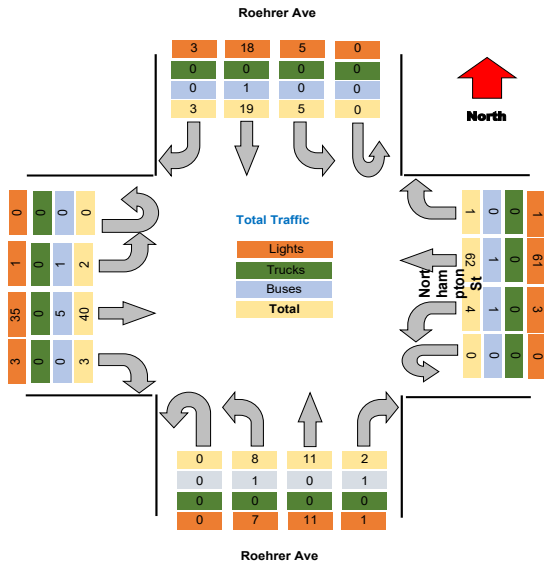 Roehrer Ave
3 18 5 0
0 0 0 0
0 1 0 0
3 19 5 0
North
0 0 0 0
1 0 1 2
35 0 5 40
3 0 0 3
Total Traffic
Lights
Trucks
Buses
Total
1 0 0 1
62 1 0 61
4 1 0 3
0 0 0 0
Nort
ham
pton
St
0 8 11 2
0 1 0 1
0 0 0 0
0 7 11 1
Roehrer Ave